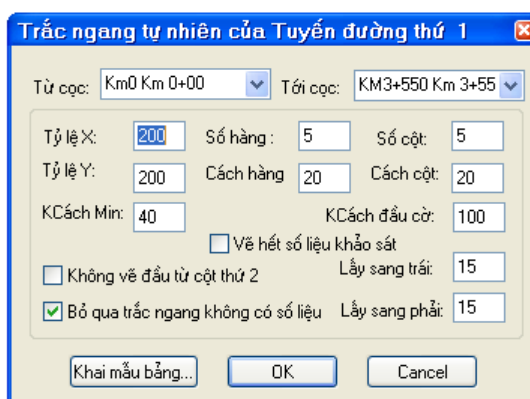 Trắc ngang tự nhiên của Tuyến đường thứ 1
Từ cọc: Km0 Km 0+00 Tới cọc: KM3+550 Km 3+55
Tỷ lệ X: 200 Số hàng : 5 Số cột: 5
Tỷ lệ Y: 200 Cách hàng 20 Cách cột: 20
KCách Min: 40 KCách đầu cờ: 100
Vẽ hết số liệu khảo sát
Không vẽ đầu từ cột thứ 2 Lấy sang trái: 15
Bỏ qua trắc ngang không có số liệu Lấy sang phải: 15
Khai mẫu bảng... OK Cancel